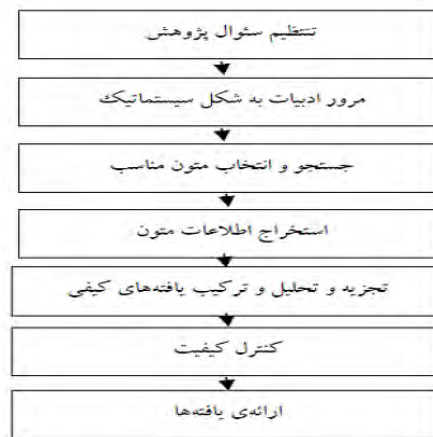 تنتظیم سئوال پژوهش
مرور ادبیات به شکل سیستماتیک
جستجو و انتخاب متون مناسب
استخراج اطلاعات متون
تجزیه و تحلیل و ترکیب یافته‌های کیفی
کنترل کیفیت
ارائه‌ی یافته‌ها